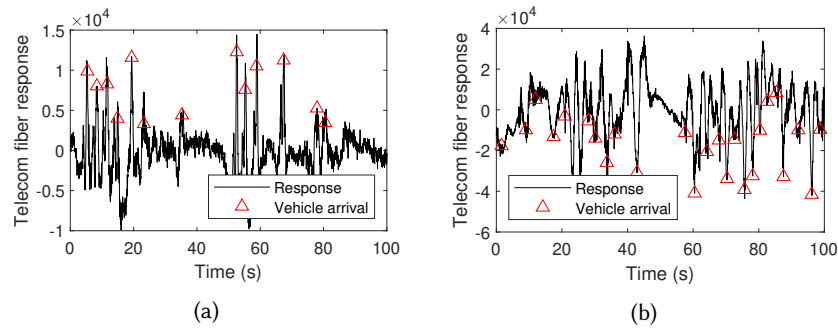 ×10⁴
1.5
1
0.5
0
-0.5
-1
Telecom fiber response
Response
Vehicle arrival
0 20 40 60 80 100
Time (s)
(a)
×10⁴
4
2
0
-2
-4
-6
Telecom fiber response
Response
Vehicle arrival
0 20 40 60 80 100
Time (s)
(b)